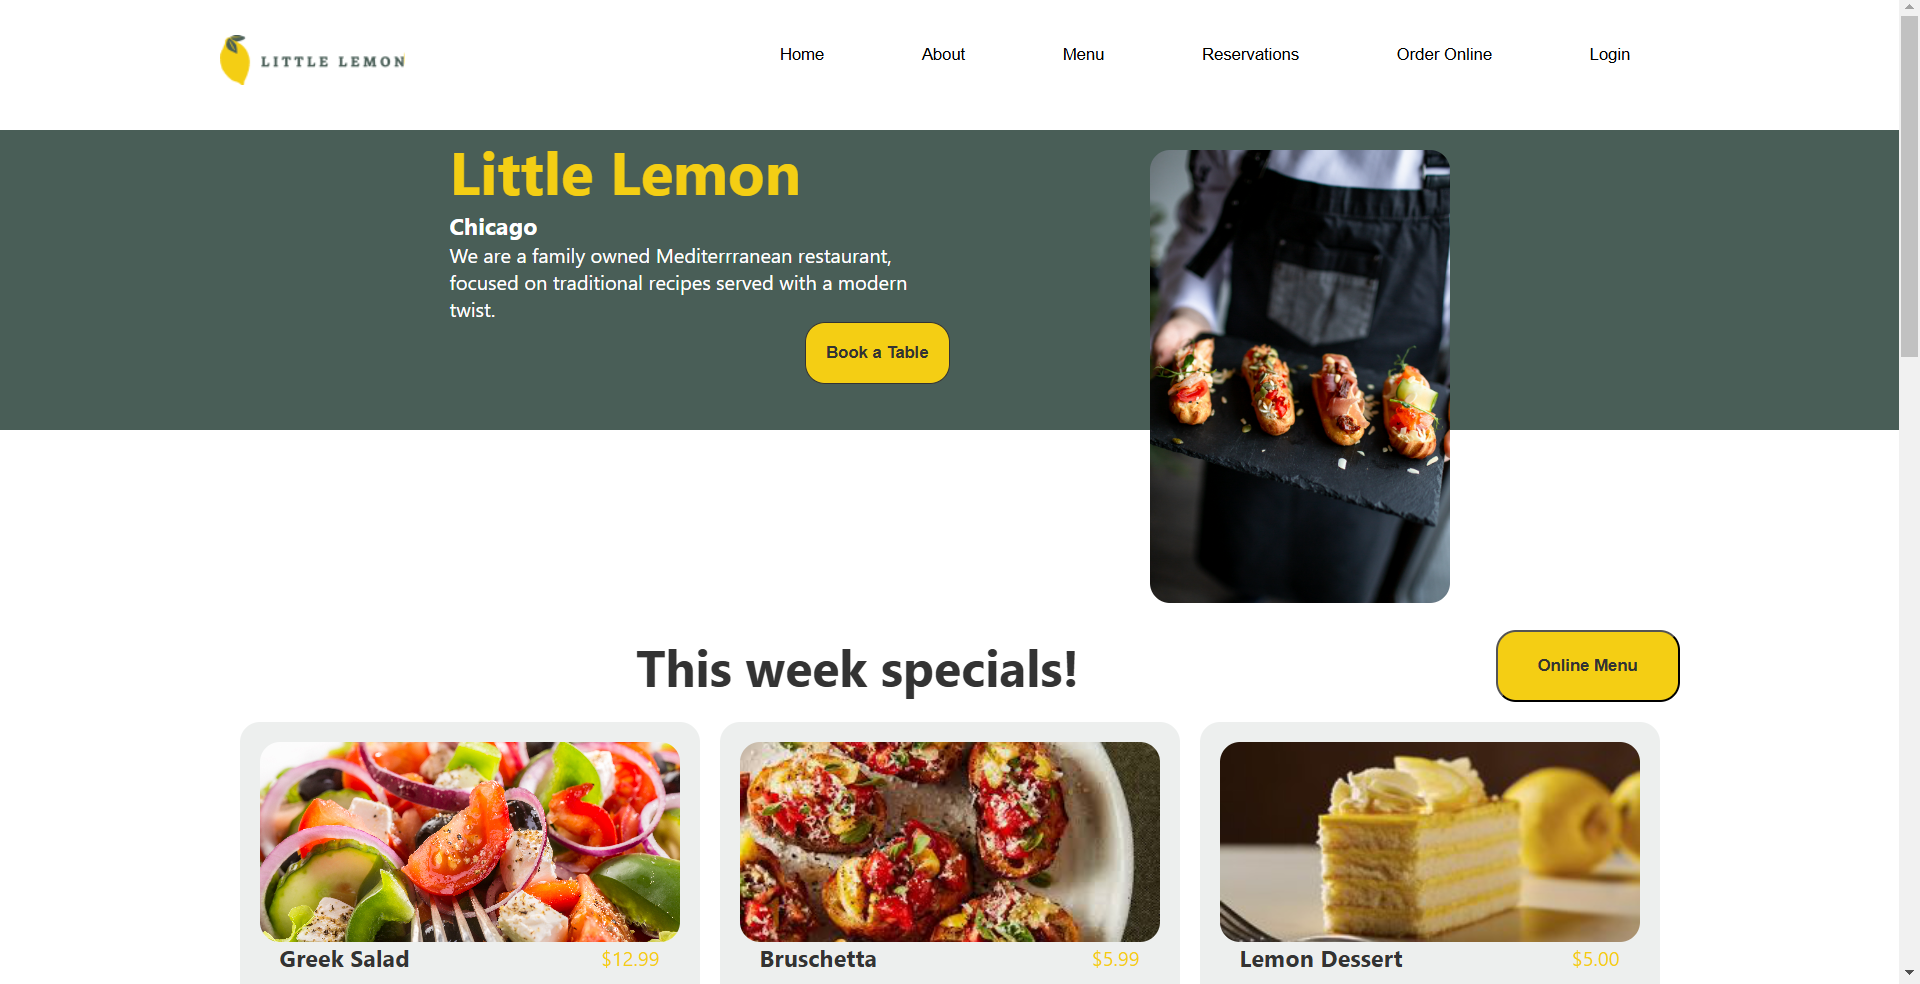 LITTLE LEMON
Home About Menu Reservations Order Online Login
Little Lemon
Chicago
We are a family owned Mediterrranean restaurant,
focused on traditional recipes served with a modern
twist.
Book a Table
This week specials!
Online Menu
Greek Salad $12.99
Bruschetta $5.99
Lemon Dessert $5.00